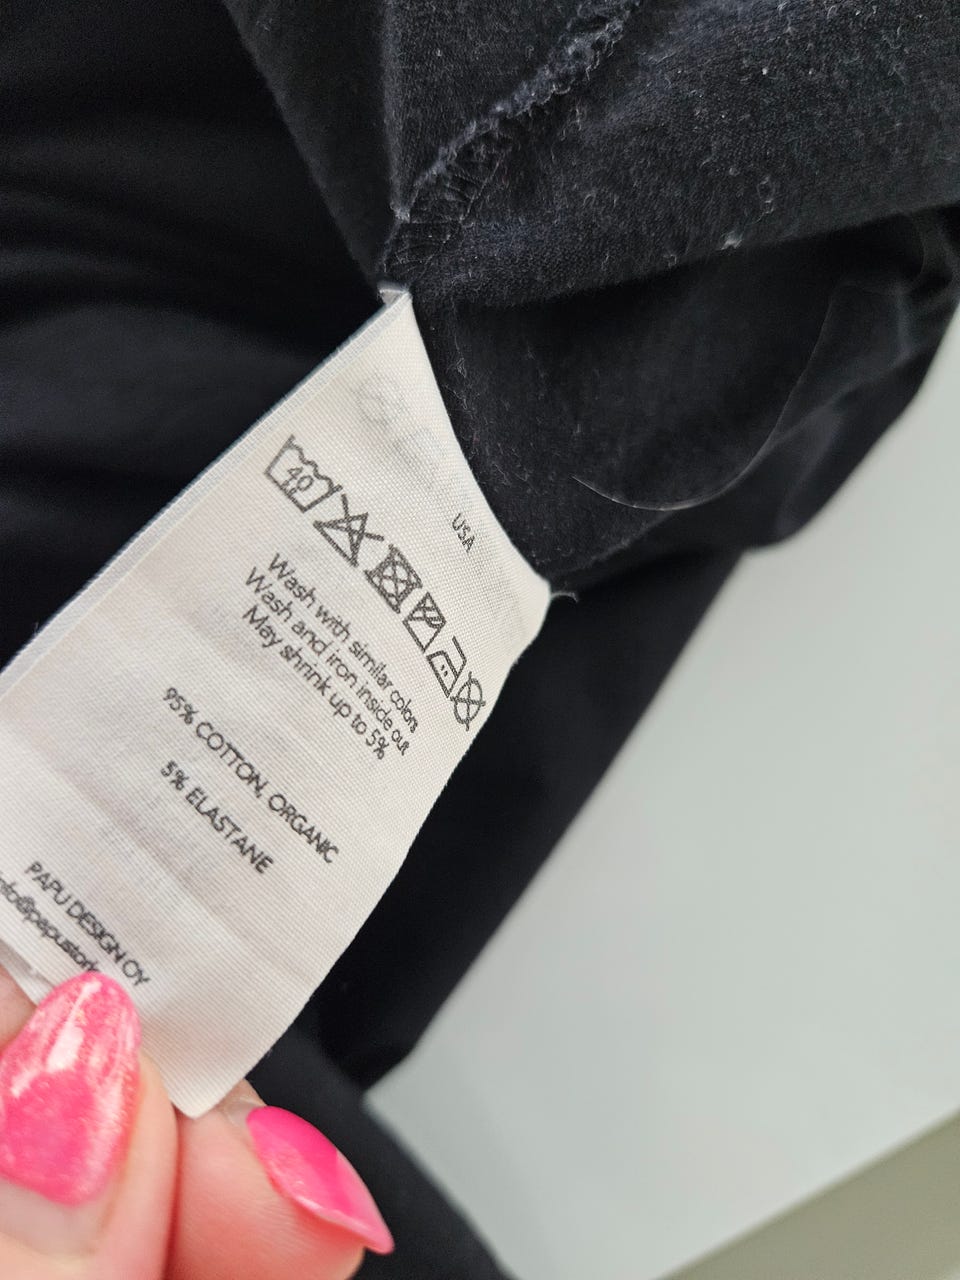 USA
40
Wash with similar colors
Wash and iron inside out
May shrink up to 5%
95% COTTON, ORGANIC
5% ELASTANE
PAPU DESIGN OY